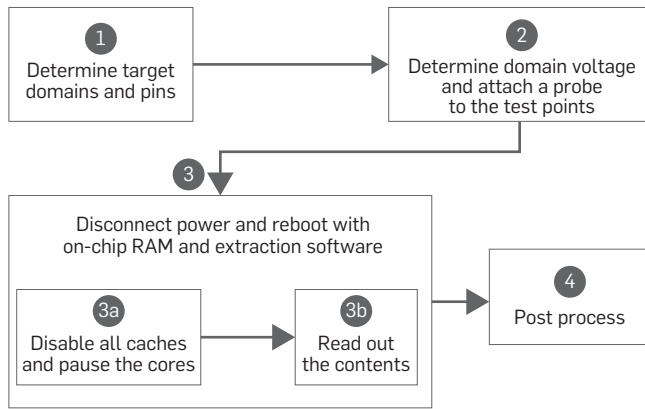 1
Determine target
domains and pins
2
Determine domain voltage
and attach a probe
to the test points
3
Disconnect power and reboot with
on-chip RAM and extraction software
3a
Disable all caches
and pause the cores
3b
Read out
the contents
4
Post process